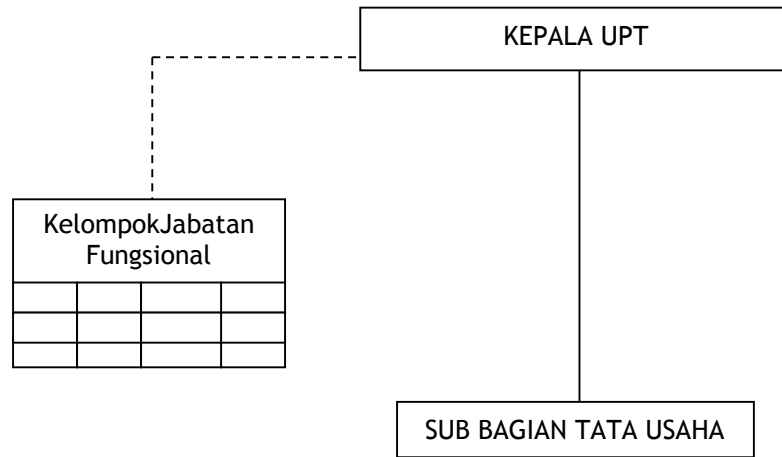 KEPALA UPT
KelompokJabatan
Fungsional
SUB BAGIAN TATA USAHA